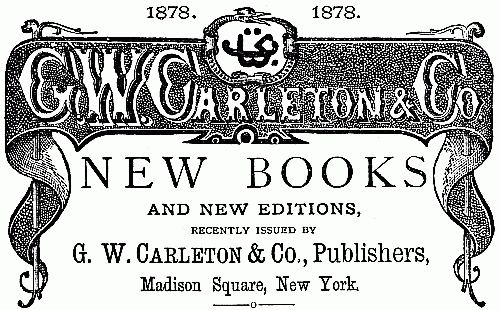 1878. 1878.
G. W. CARLETON & CO
NEW BOOKS
AND NEW EDITIONS,
RECENTLY ISSUED BY
G. W. CARLETON & CO., Publishers,
Madison Square, New York.